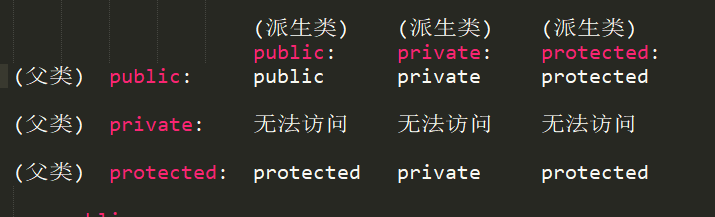 (派生类) (派生类) (派生类)
public: private: protected:
(父类) public: public private protected
(父类) private: 无法访问 无法访问 无法访问
(父类) protected: protected private protected